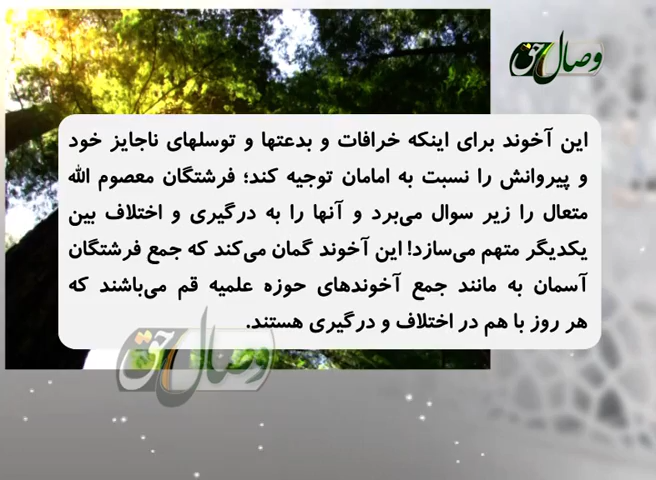 وصال حق
این آخوند برای اینکه خرافات و بدعتها و توسلهای ناجایز خود
و پیروانش را نسبت به امامان توجیه کند؛ فرشتگان معصوم الله
متعال را زیر سوال می‌برد و آنها را به درگیری و اختلاف بین
یکدیگر متهم می‌سازد! این آخوند گمان می‌کند که جمع فرشتگان
آسمان به مانند جمع آخوندهای حوزه علمیه قم می‌باشند که
هر روز با هم در اختلاف و درگیری هستند.
وصال حق